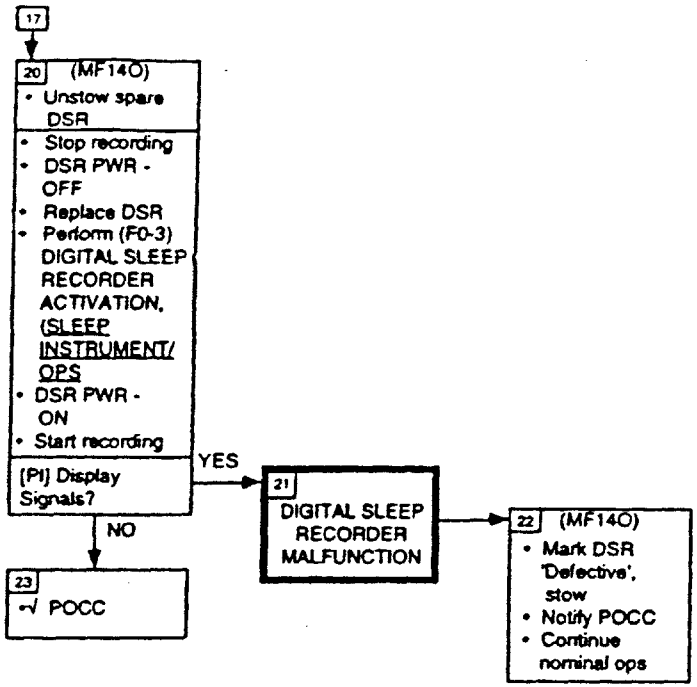 17
20 (MF14O)
• Unstow spare
DSR
• Stop recording
• DSR PWR -
OFF
• Replace DSR
• Perform (F0-3)
DIGITAL SLEEP
RECORDER
ACTIVATION,
(SLEEP
INSTRUMENT/
OPS
• DSR PWR -
ON
• Start recording
[PI] Display
Signals?
YES
NO
21
DIGITAL SLEEP
RECORDER
MALFUNCTION
22 (MF14O)
• Mark DSR
'Defective',
stow
• Notify POCC
• Continue
nominal ops
23
•√ POCC